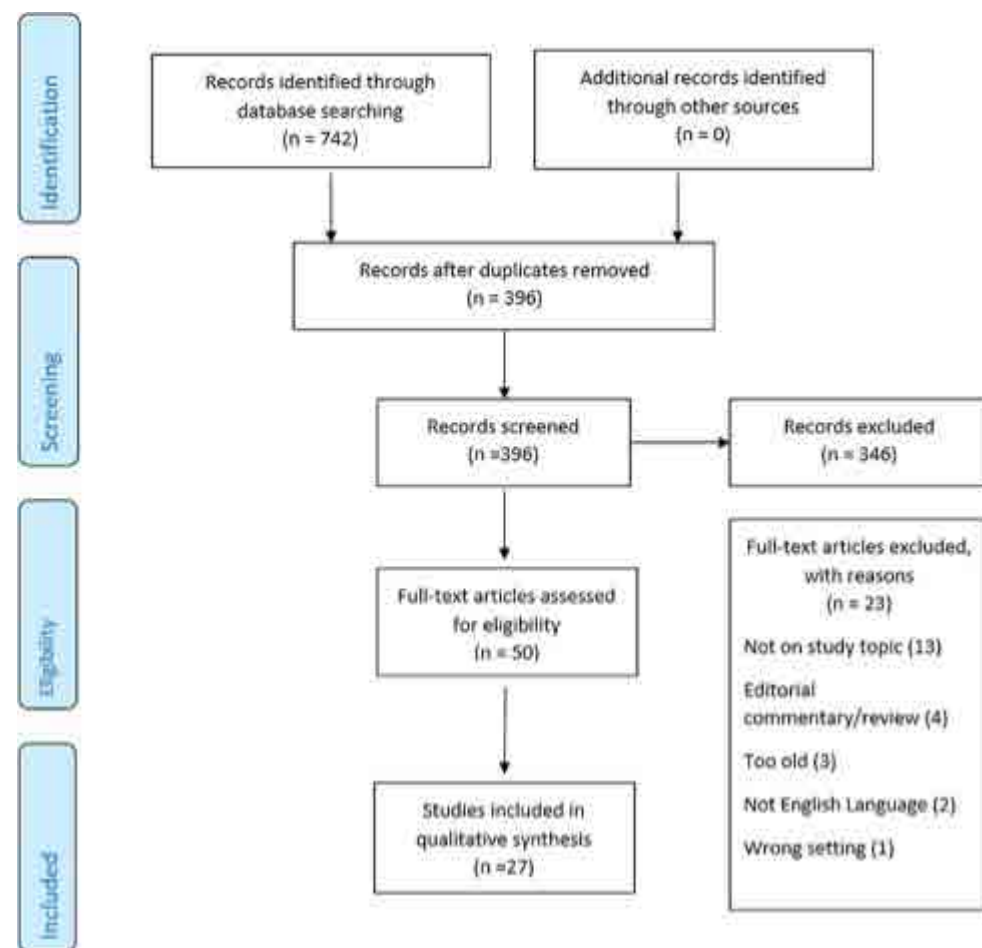 Identification
Records identified through
database searching
(n = 742)
Additional records identified
through other sources
(n = 0)
Records after duplicates removed
(n = 396)
Screening
Records screened
(n =396)
Records excluded
(n = 346)
Eligibility
Full-text articles assessed
for eligibility
(n = 50)
Full-text articles excluded,
with reasons
(n = 23)
Not on study topic (13)
Editorial
commentary/review (4)
Too old (3)
Not English Language (2)
Wrong setting (1)
Included
Studies included in
qualitative synthesis
(n =27)